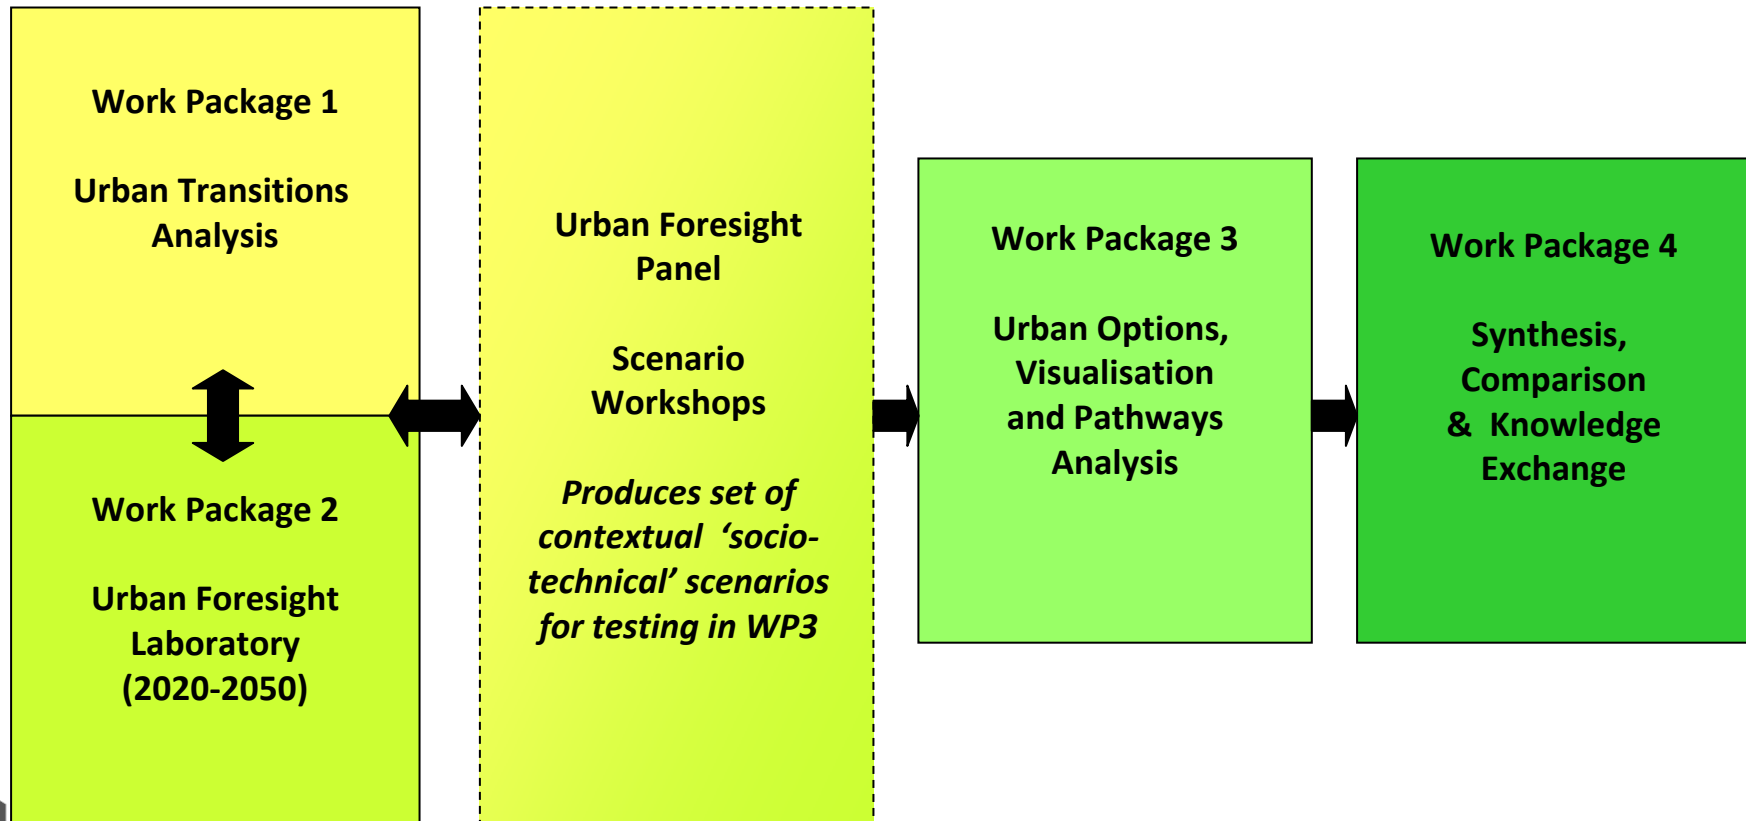 Work Package 1
Urban Transitions
Analysis
Work Package 2
Urban Foresight
Laboratory
(2020-2050)
Urban Foresight
Panel
Scenario
Workshops
Produces set of
contextual ‘socio-
technical’ scenarios
for testing in WP3
Work Package 3
Urban Options,
Visualisation
and Pathways
Analysis
Work Package 4
Synthesis,
Comparison
& Knowledge
Exchange